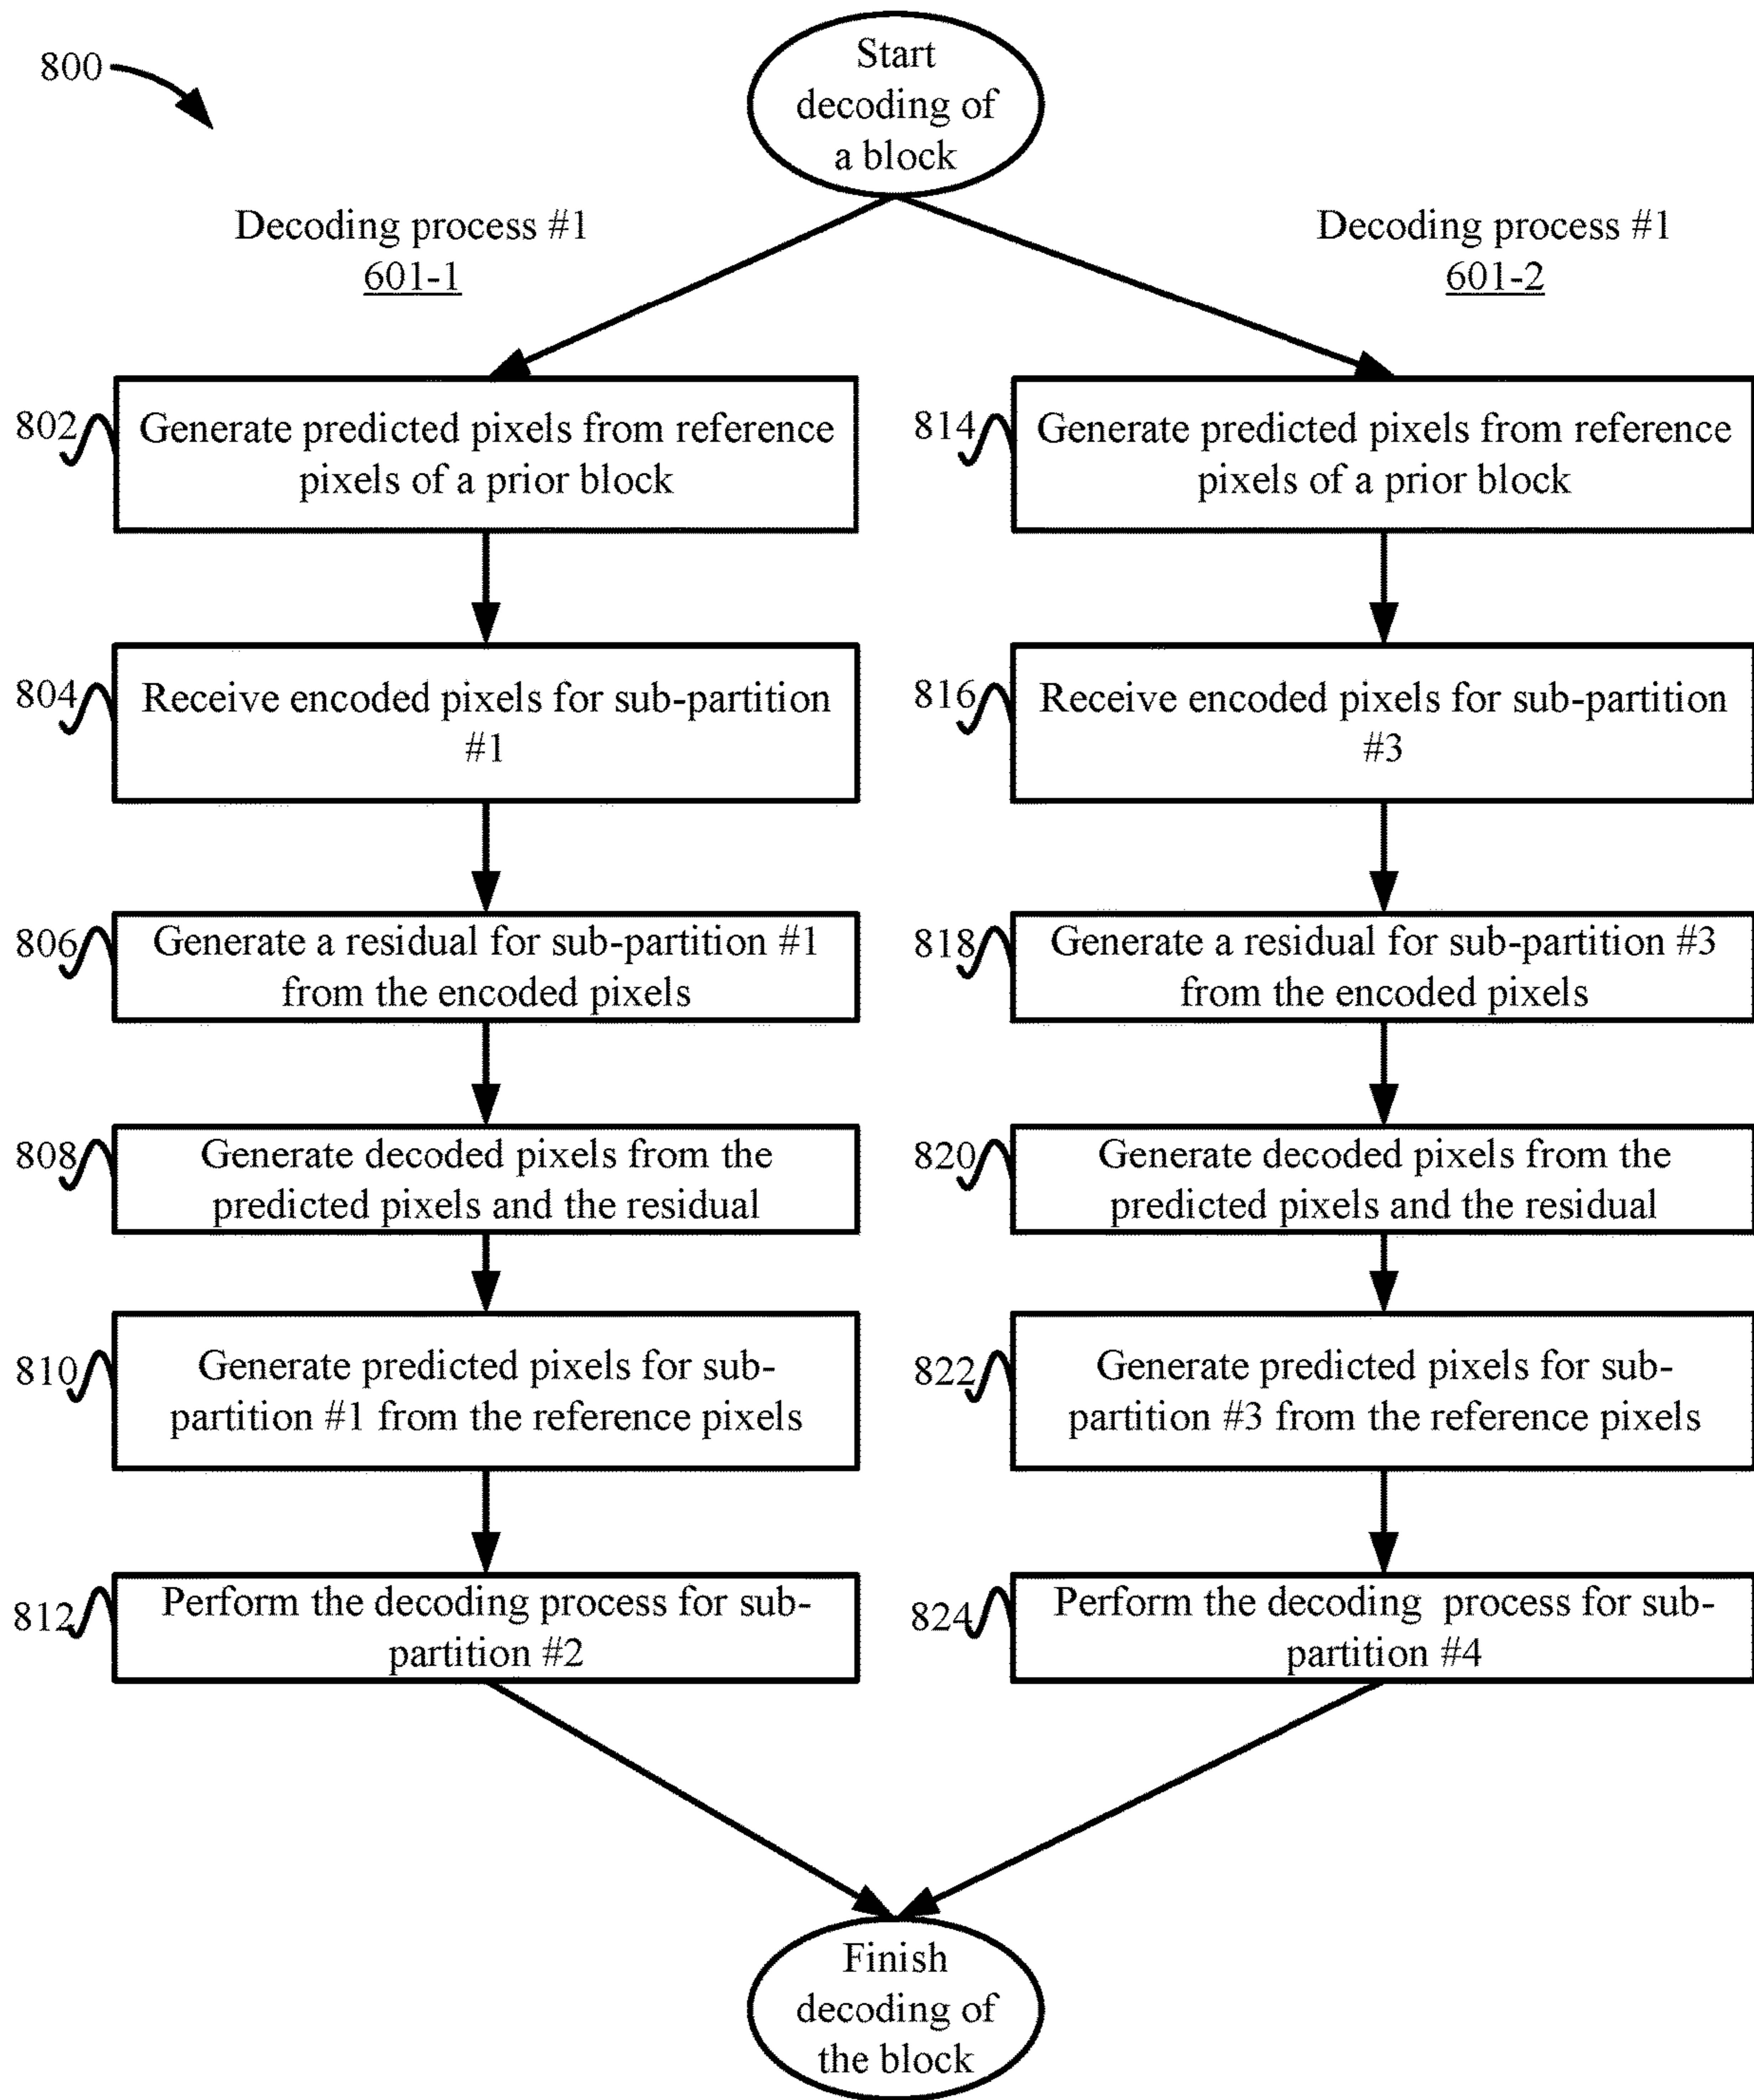 800
Start
decoding of
a block
Decoding process #1
601-1
Decoding process #1
601-2
802
Generate predicted pixels from reference
pixels of a prior block
814
Generate predicted pixels from reference
pixels of a prior block
804
Receive encoded pixels for sub-partition
#1
816
Receive encoded pixels for sub-partition
#3
806
Generate a residual for sub-partition #1
from the encoded pixels
818
Generate a residual for sub-partition #3
from the encoded pixels
808
Generate decoded pixels from the
predicted pixels and the residual
820
Generate decoded pixels from the
predicted pixels and the residual
810
Generate predicted pixels for sub-
partition #1 from the reference pixels
822
Generate predicted pixels for sub-
partition #3 from the reference pixels
812
Perform the decoding process for sub-
partition #2
824
Perform the decoding process for sub-
partition #4
Finish
decoding of
the block